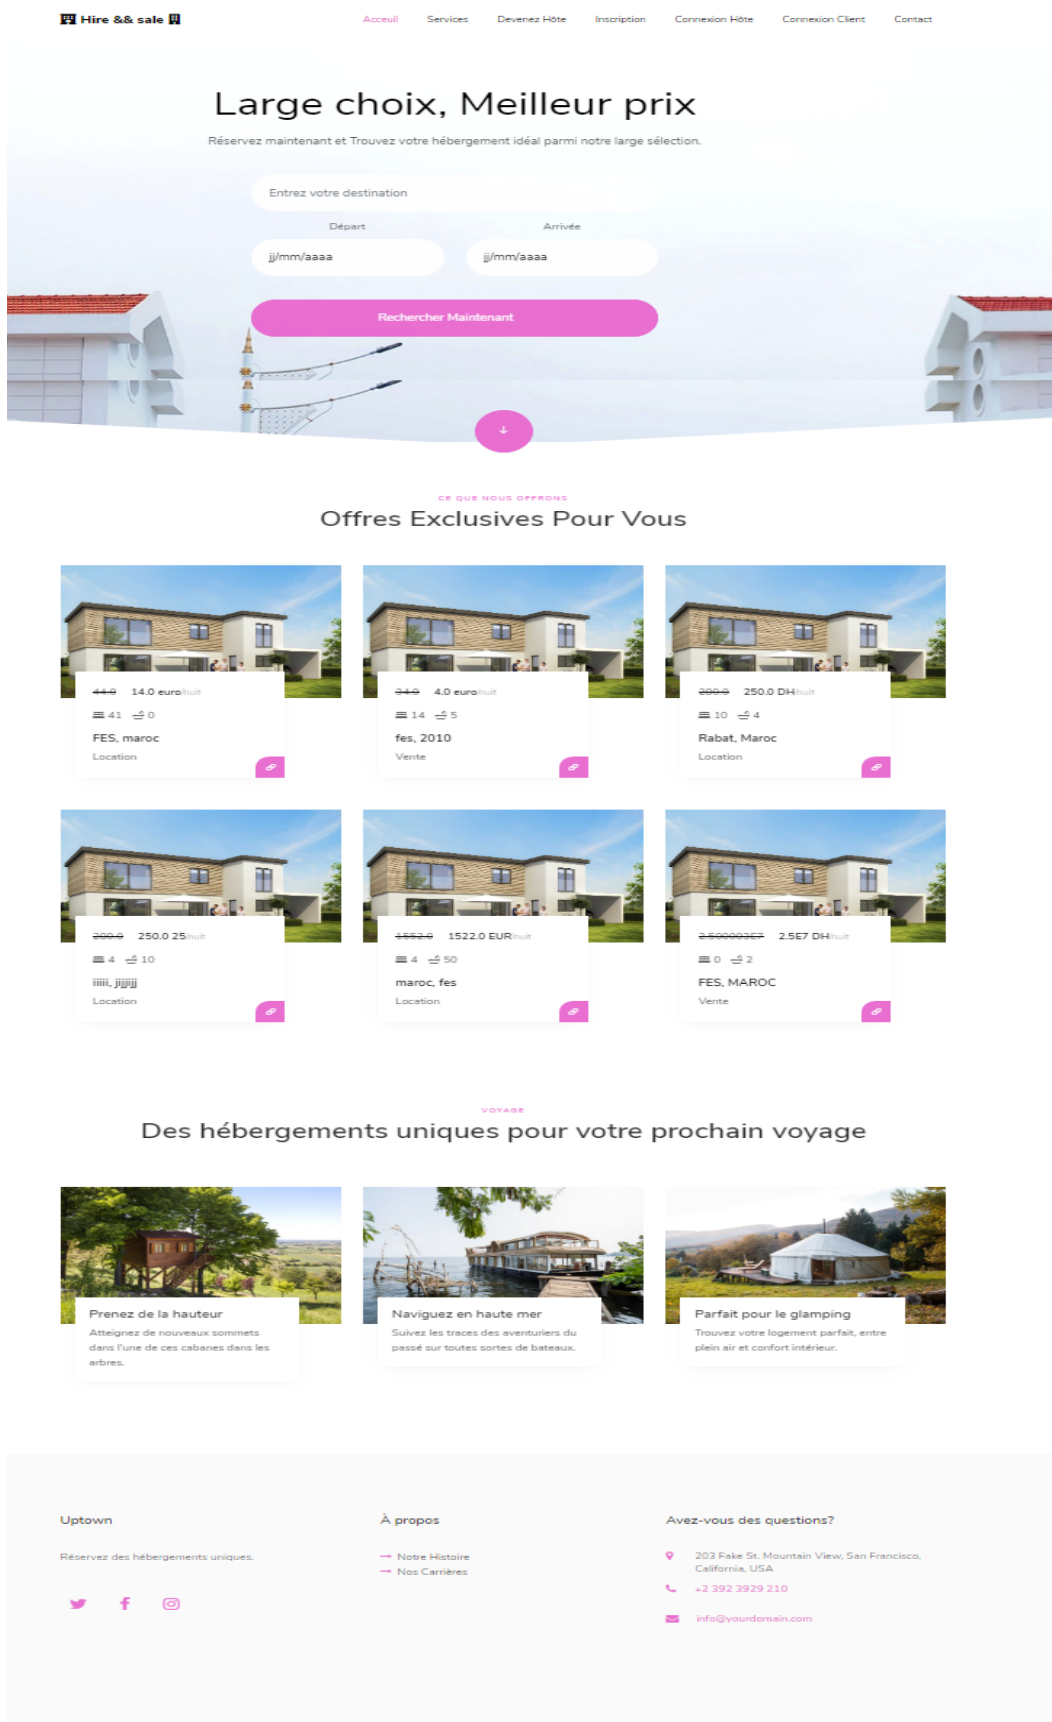 Hire && sale
Acceuil Services Devenez Hôte Inscription Connexion Hôte Connexion Client Contact
Large choix, Meilleur prix
Réservez maintenant et Trouvez votre hébergement idéal parmi notre large sélection.
Entrez votre destination
Départ Arrivée
jj/mm/aaaa jj/mm/aaaa
Rechercher Maintenant
CE QUE NOUS OFFRONS
Offres Exclusives Pour Vous
44.0 14.0 euro/nuit
41 0
FES, maroc
Location
34.0 4.0 euro/nuit
14 5
fes, 2010
Vente
200.0 250.0 DH/nuit
10 4
Rabat, Maroc
Location
200.0 250.0 25/nuit
4 10
iiiii, jijjijj
Location
1552.0 1522.0 EUR/nuit
4 50
maroc, fes
Location
2.500003E7 2.5E7 DH/nuit
0 2
FES, MAROC
Vente
VOYAGE
Des hébergements uniques pour votre prochain voyage
Prenez de la hauteur
Atteignez de nouveaux sommets
dans l'une de ces cabanes dans les
arbres.
Naviguez en haute mer
Suivez les traces des aventuriers du
passé sur toutes sortes de bateaux.
Parfait pour le glamping
Trouvez votre logement parfait, entre
plein air et confort intérieur.
Uptown
Réservez des hébergements uniques.
À propos
Notre Histoire
Nos Carrières
Avez-vous des questions?
203 Fake St. Mountain View, San Francisco,
California, USA
+2 392 3929 210
info@yourdomain.com